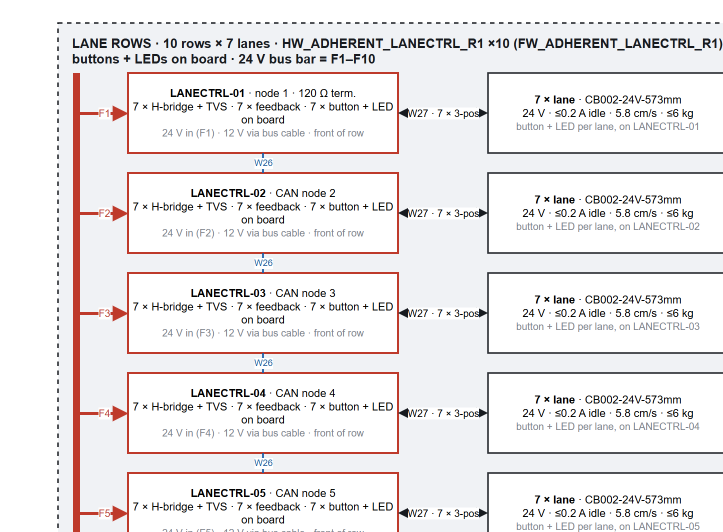 LANE ROWS · 10 rows × 7 lanes · HW_ADHERENT_LANECTRL_R1 ×10 (FW_ADHERENT_LANECTRL_R1)
buttons + LEDs on board · 24 V bus bar = F1–F10
F1
LANECTRL-01 · node 1 · 120 Ω term.
7 × H-bridge + TVS · 7 × feedback · 7 × button + LED
on board
24 V in (F1) · 12 V via bus cable · front of row
W27 · 7 × 3-pos
7 × lane · CB002-24V-573mm
24 V · ≤0.2 A idle · 5.8 cm/s · ≤6 kg
button + LED per lane, on LANECTRL-01
W26
F2
LANECTRL-02 · CAN node 2
7 × H-bridge + TVS · 7 × feedback · 7 × button + LED
on board
24 V in (F2) · 12 V via bus cable · front of row
W27 · 7 × 3-pos
7 × lane · CB002-24V-573mm
24 V · ≤0.2 A idle · 5.8 cm/s · ≤6 kg
button + LED per lane, on LANECTRL-02
W26
F3
LANECTRL-03 · CAN node 3
7 × H-bridge + TVS · 7 × feedback · 7 × button + LED
on board
24 V in (F3) · 12 V via bus cable · front of row
W27 · 7 × 3-pos
7 × lane · CB002-24V-573mm
24 V · ≤0.2 A idle · 5.8 cm/s · ≤6 kg
button + LED per lane, on LANECTRL-03
W26
F4
LANECTRL-04 · CAN node 4
7 × H-bridge + TVS · 7 × feedback · 7 × button + LED
on board
24 V in (F4) · 12 V via bus cable · front of row
W27 · 7 × 3-pos
7 × lane · CB002-24V-573mm
24 V · ≤0.2 A idle · 5.8 cm/s · ≤6 kg
button + LED per lane, on LANECTRL-04
W26
F5
LANECTRL-05 · CAN node 5
7 × H-bridge + TVS · 7 × feedback · 7 × button + LED
on board
24 V in (F5) · 12 V via bus cable · front of row
W27 · 7 × 3-pos
7 × lane · CB002-24V-573mm
24 V · ≤0.2 A idle · 5.8 cm/s · ≤6 kg
button + LED per lane, on LANECTRL-05